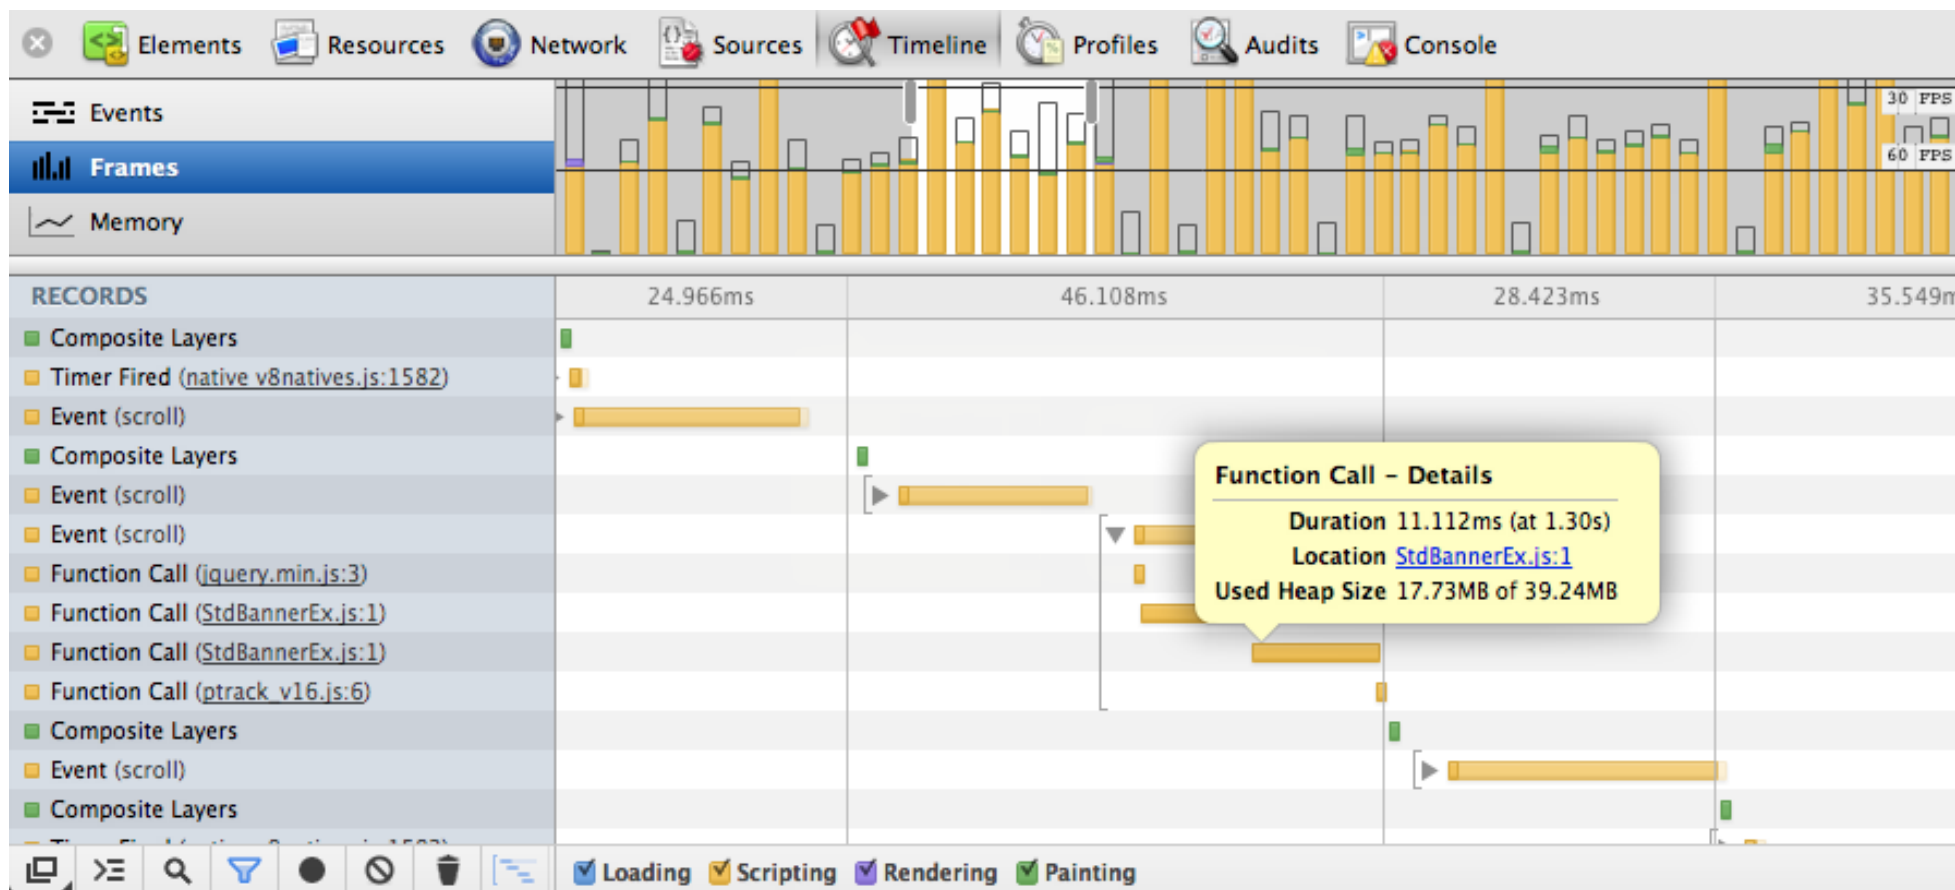 Elements Resources Network Sources Timeline Profiles Audits Console
Events
30 FPS
60 FPS
Frames
Memory
RECORDS 24.966ms 46.108ms 28.423ms 35.549m
Composite Layers
Timer Fired (native v8natives.js:1582)
Event (scroll)
Composite Layers
Event (scroll)
Event (scroll)
Function Call (jquery.min.js:3)
Function Call (StdBannerEx.js:1)
Function Call (StdBannerEx.js:1)
Function Call (ptrack_v16.js:6)
Composite Layers
Event (scroll)
Composite Layers
Function Call – Details
Duration 11.112ms (at 1.30s)
Location StdBannerEx.js:1
Used Heap Size 17.73MB of 39.24MB
Loading Scripting Rendering Painting